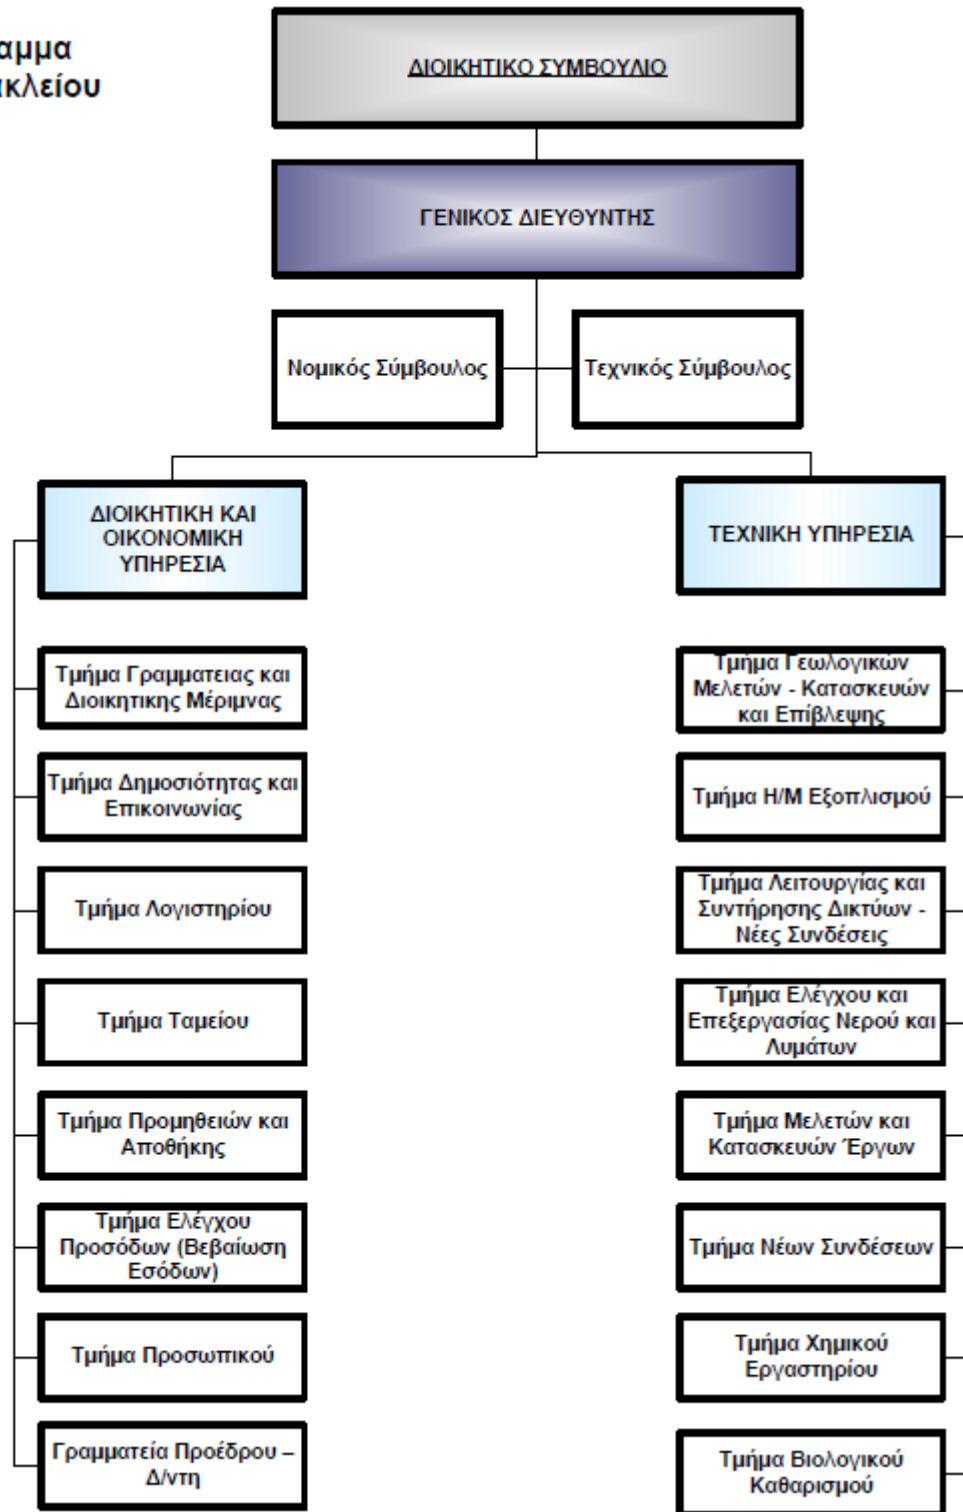 αμμα
ακλείου
ΔΙΟΙΚΗΤΙΚΟ ΣΥΜΒΟΥΛΙΟ
ΓΕΝΙΚΟΣ ΔΙΕΥΘΥΝΤΗΣ
Νομικός Σύμβουλος
Τεχνικός Σύμβουλος
ΔΙΟΙΚΗΤΙΚΗ ΚΑΙ
ΟΙΚΟΝΟΜΙΚΗ
ΥΠΗΡΕΣΙΑ
Τμήμα Γραμματειας και
Διοικητικης Μέριμνας
Τμήμα Δημοσιότητας και
Επικοινωνίας
Τμήμα Λογιστηρίου
Τμήμα Ταμείου
Τμήμα Προμηθειών και
Αποθήκης
Τμήμα Ελέγχου
Προσόδων (Βεβαίωση
Εσόδων)
Τμήμα Προσωπικού
Γραμματεία Προέδρου –
Δ/ντη
ΤΕΧΝΙΚΗ ΥΠΗΡΕΣΙΑ
Τμήμα Γεωλογικών
Μελετών - Κατασκευών
και Επίβλεψης
Τμήμα Η/Μ Εξοπλισμού
Τμήμα Λειτουργίας και
Συντήρησης Δικτύων -
Νέες Συνδέσεις
Τμήμα Ελέγχου και
Επεξεργασίας Νερού και
Λυμάτων
Τμήμα Μελετών και
Κατασκευών Έργων
Τμήμα Νέων Συνδέσεων
Τμήμα Χημικού
Εργαστηρίου
Τμήμα Βιολογικού
Καθαρισμού